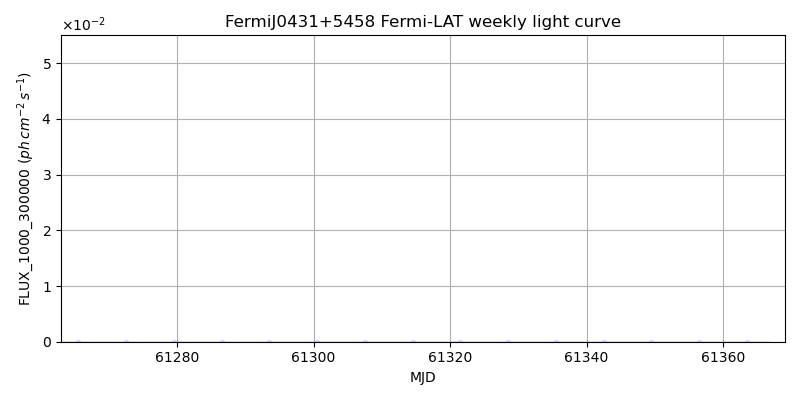 FermiJ0431+5458 Fermi-LAT weekly light curve
×10⁻²
FLUX_1000_300000 (ph cm⁻² s⁻¹)
5
4
3
2
1
0
61280 61300 61320 61340 61360
MJD